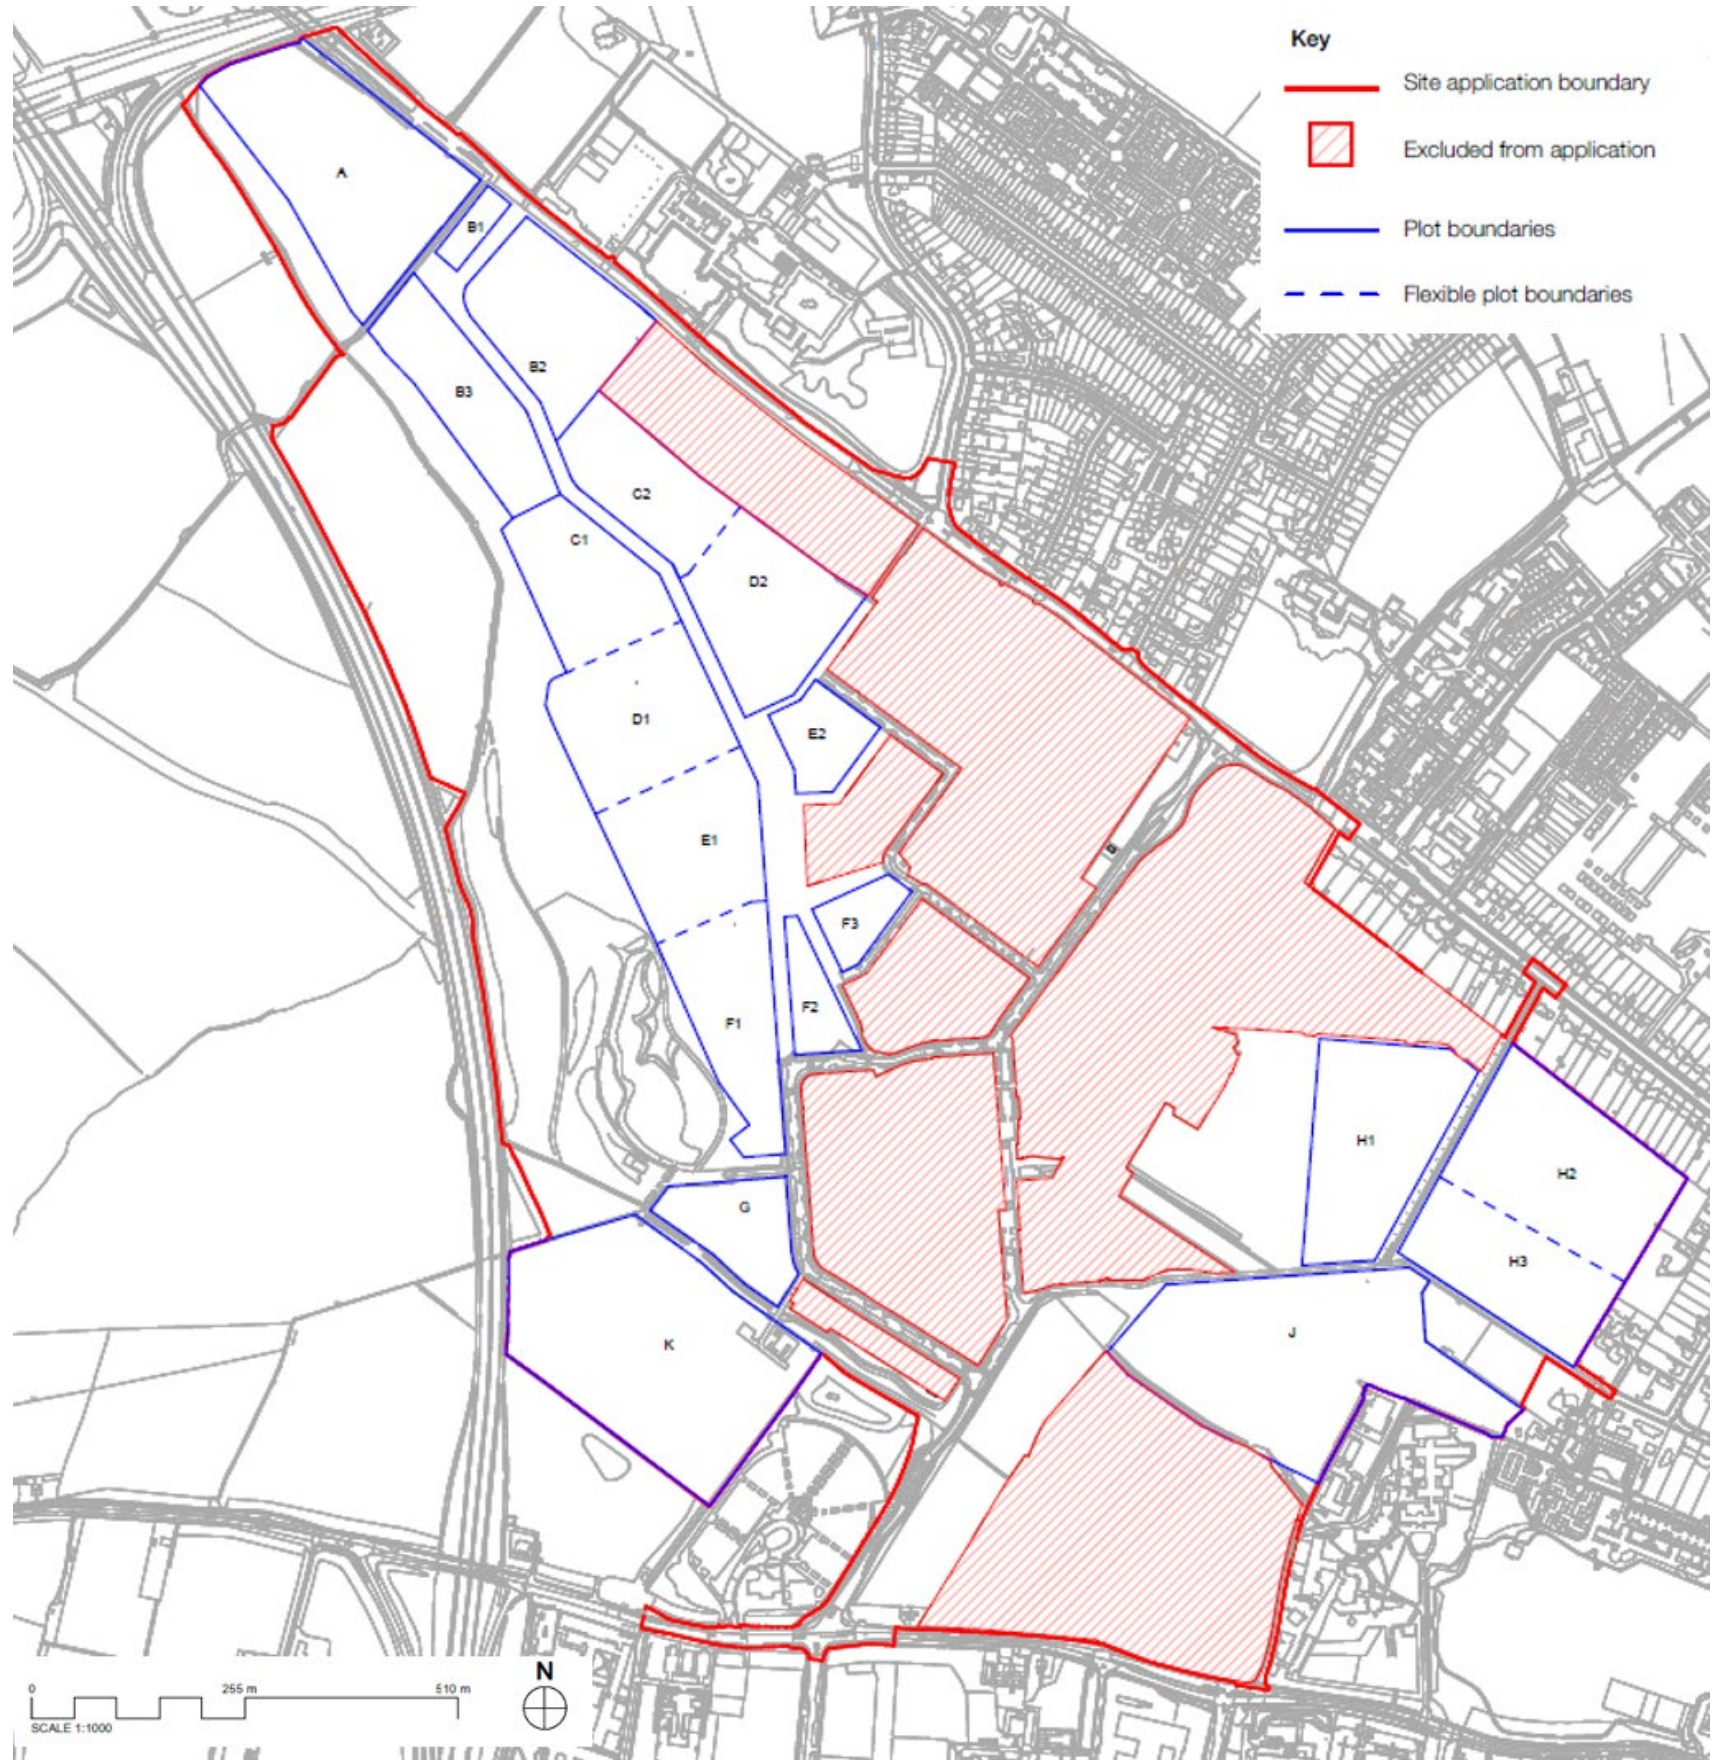 Key
Site application boundary
Excluded from application
Plot boundaries
Flexible plot boundaries
A
B1
B2
B3
C2
C1
D2
D1
E2
E1
F3
F2
F1
H1
H2
G
H3
J
K
0 255 m 510 m
SCALE 1:1000
N